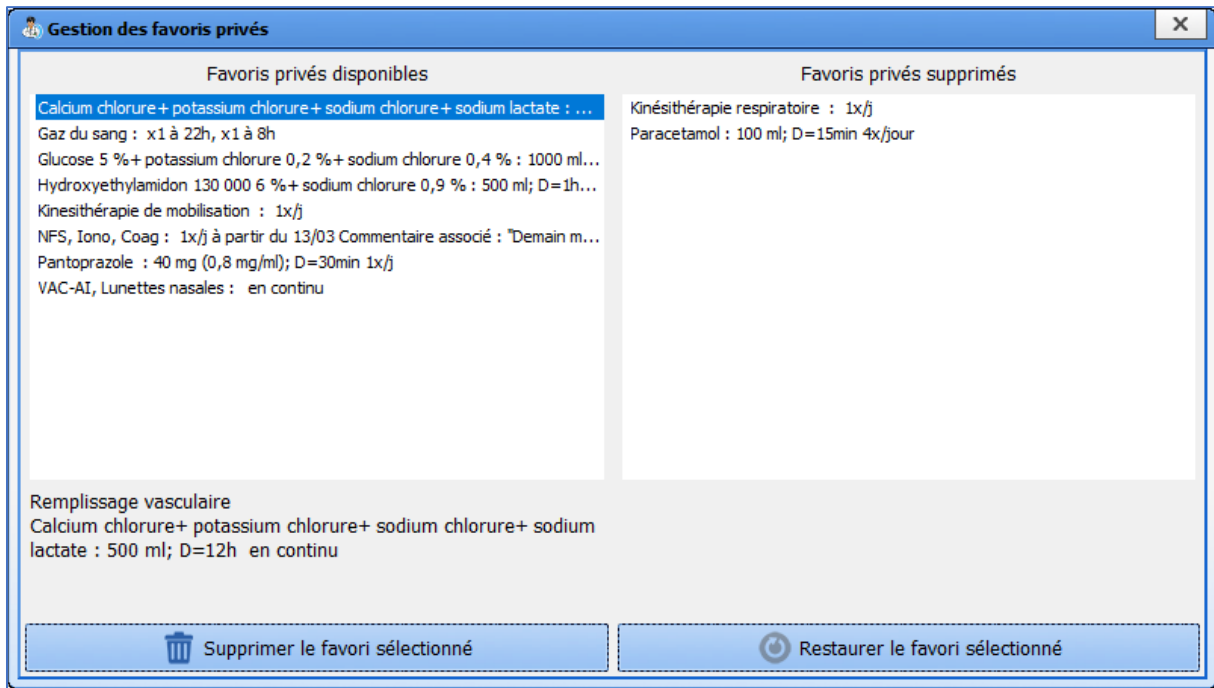 Gestion des favoris privés
Favoris privés disponibles
Calcium chlorure+ potassium chlorure+ sodium chlorure+ sodium lactate : ...
Gaz du sang : x1 à 22h, x1 à 8h
Glucose 5 %+ potassium chlorure 0,2 %+ sodium chlorure 0,4 % : 1000 ml...
Hydroxyethylamidon 130 000 6 %+ sodium chlorure 0,9 % : 500 ml; D=1h...
Kinesithérapie de mobilisation : 1x/j
NFS, Iono, Coag : 1x/j à partir du 13/03 Commentaire associé : "Demain m...
Pantoprazole : 40 mg (0,8 mg/ml); D=30min 1x/j
VAC-AI, Lunettes nasales : en continu
Favoris privés supprimés
Kinésithérapie respiratoire : 1x/j
Paracetamol : 100 ml; D=15min 4x/jour
Remplissage vasculaire
Calcium chlorure+ potassium chlorure+ sodium chlorure+ sodium
lactate : 500 ml; D=12h en continu
Supprimer le favori sélectionné
Restaurer le favori sélectionné